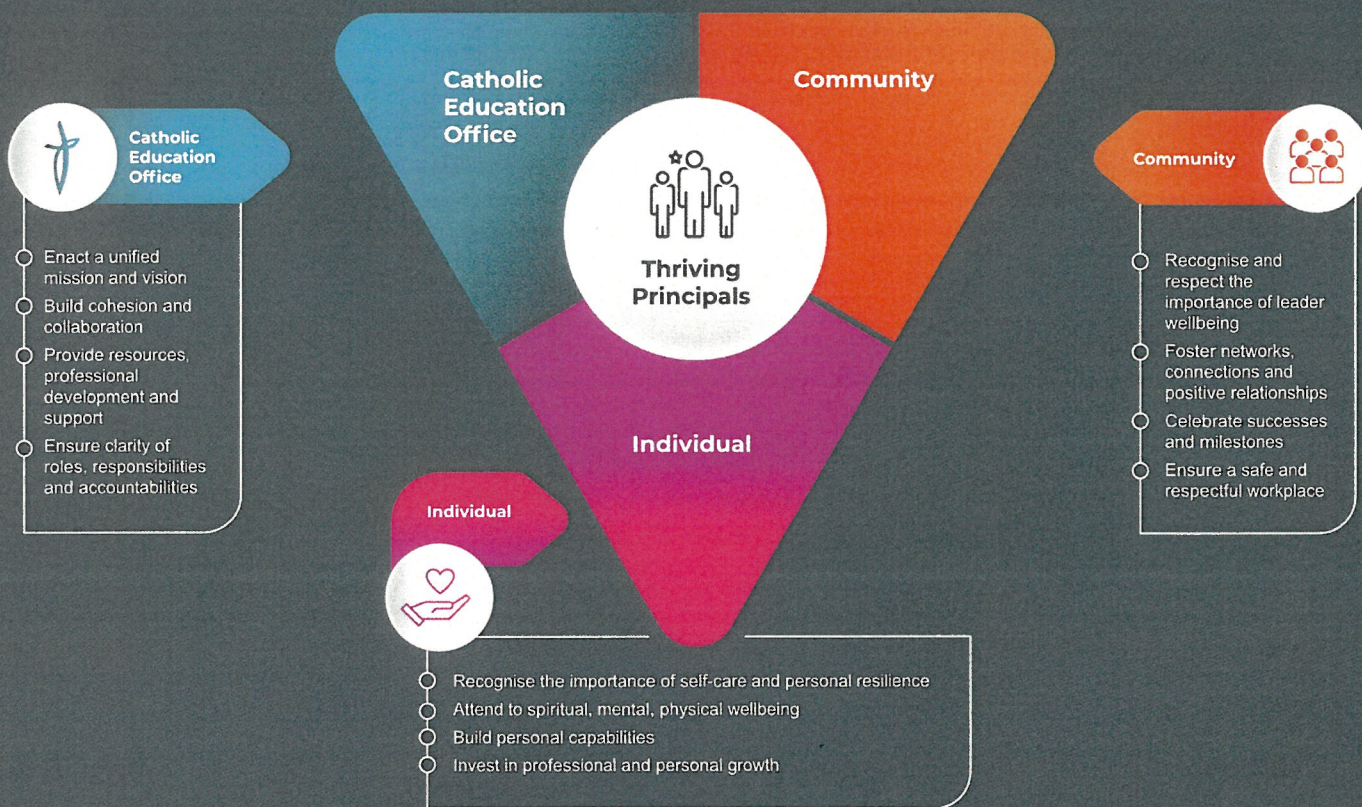 Catholic
Education
Office
Community
Thriving
Principals
Individual
Catholic
Education
Office
Enact a unified
mission and vision
Build cohesion and
collaboration
Provide resources,
professional
development and
support
Ensure clarity of
roles, responsibilities
and accountabilities
Community
Recognise and
respect the
importance of leader
wellbeing
Foster networks,
connections and
positive relationships
Celebrate successes
and milestones
Ensure a safe and
respectful workplace
Individual
Recognise the importance of self-care and personal resilience
Attend to spiritual, mental, physical wellbeing
Build personal capabilities
Invest in professional and personal growth